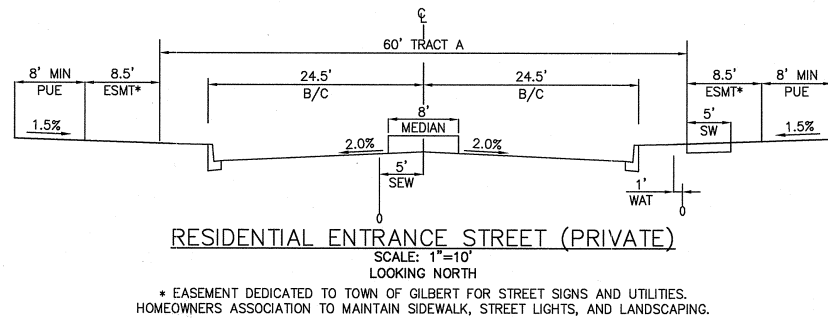 ℄
60' TRACT A
8' MIN
PUE
8.5'
ESMT*
24.5'
B/C
24.5'
B/C
8.5'
ESMT*
8' MIN
PUE
8'
MEDIAN
5'
SW
1.5%
2.0%
2.0%
1.5%
5'
SEW
1'
WAT
RESIDENTIAL ENTRANCE STREET (PRIVATE)
SCALE: 1"=10'
LOOKING NORTH
* EASEMENT DEDICATED TO TOWN OF GILBERT FOR STREET SIGNS AND UTILITIES.
HOMEOWNERS ASSOCIATION TO MAINTAIN SIDEWALK, STREET LIGHTS, AND LANDSCAPING.